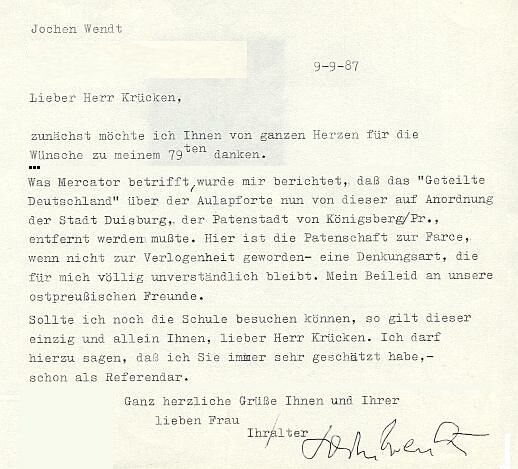 Jochen Wendt
9-9-87
Lieber Herr Krücken,
zunächst möchte ich Ihnen von ganzen Herzen für die
Wünsche zu meinem 79ten danken.
...
Was Mercator betrifft, wurde mir berichtet, daß das "Geteilte
Deutschland" über der Aulapforte nun von dieser auf Anordnung
der Stadt Duisburg, der Patenstadt von Königsberg/Pr.,
entfernt werden mußte. Hier ist die Patenschaft zur Farce,
wenn nicht zur Verlogenheit geworden- eine Denkungsart, die
für mich völlig unverständlich bleibt. Mein Beileid an unsere
ostpreußischen Freunde.
Sollte ich noch die Schule besuchen können, so gilt dieser
einzig und allein Ihnen, lieber Herr Krücken. Ich darf
hierzu sagen, daß ich Sie immer sehr geschätzt habe,-
schon als Referendar.
Ganz herzliche Grüße Ihnen und Ihrer
lieben Frau
Ihr/alter Jochen Wendt